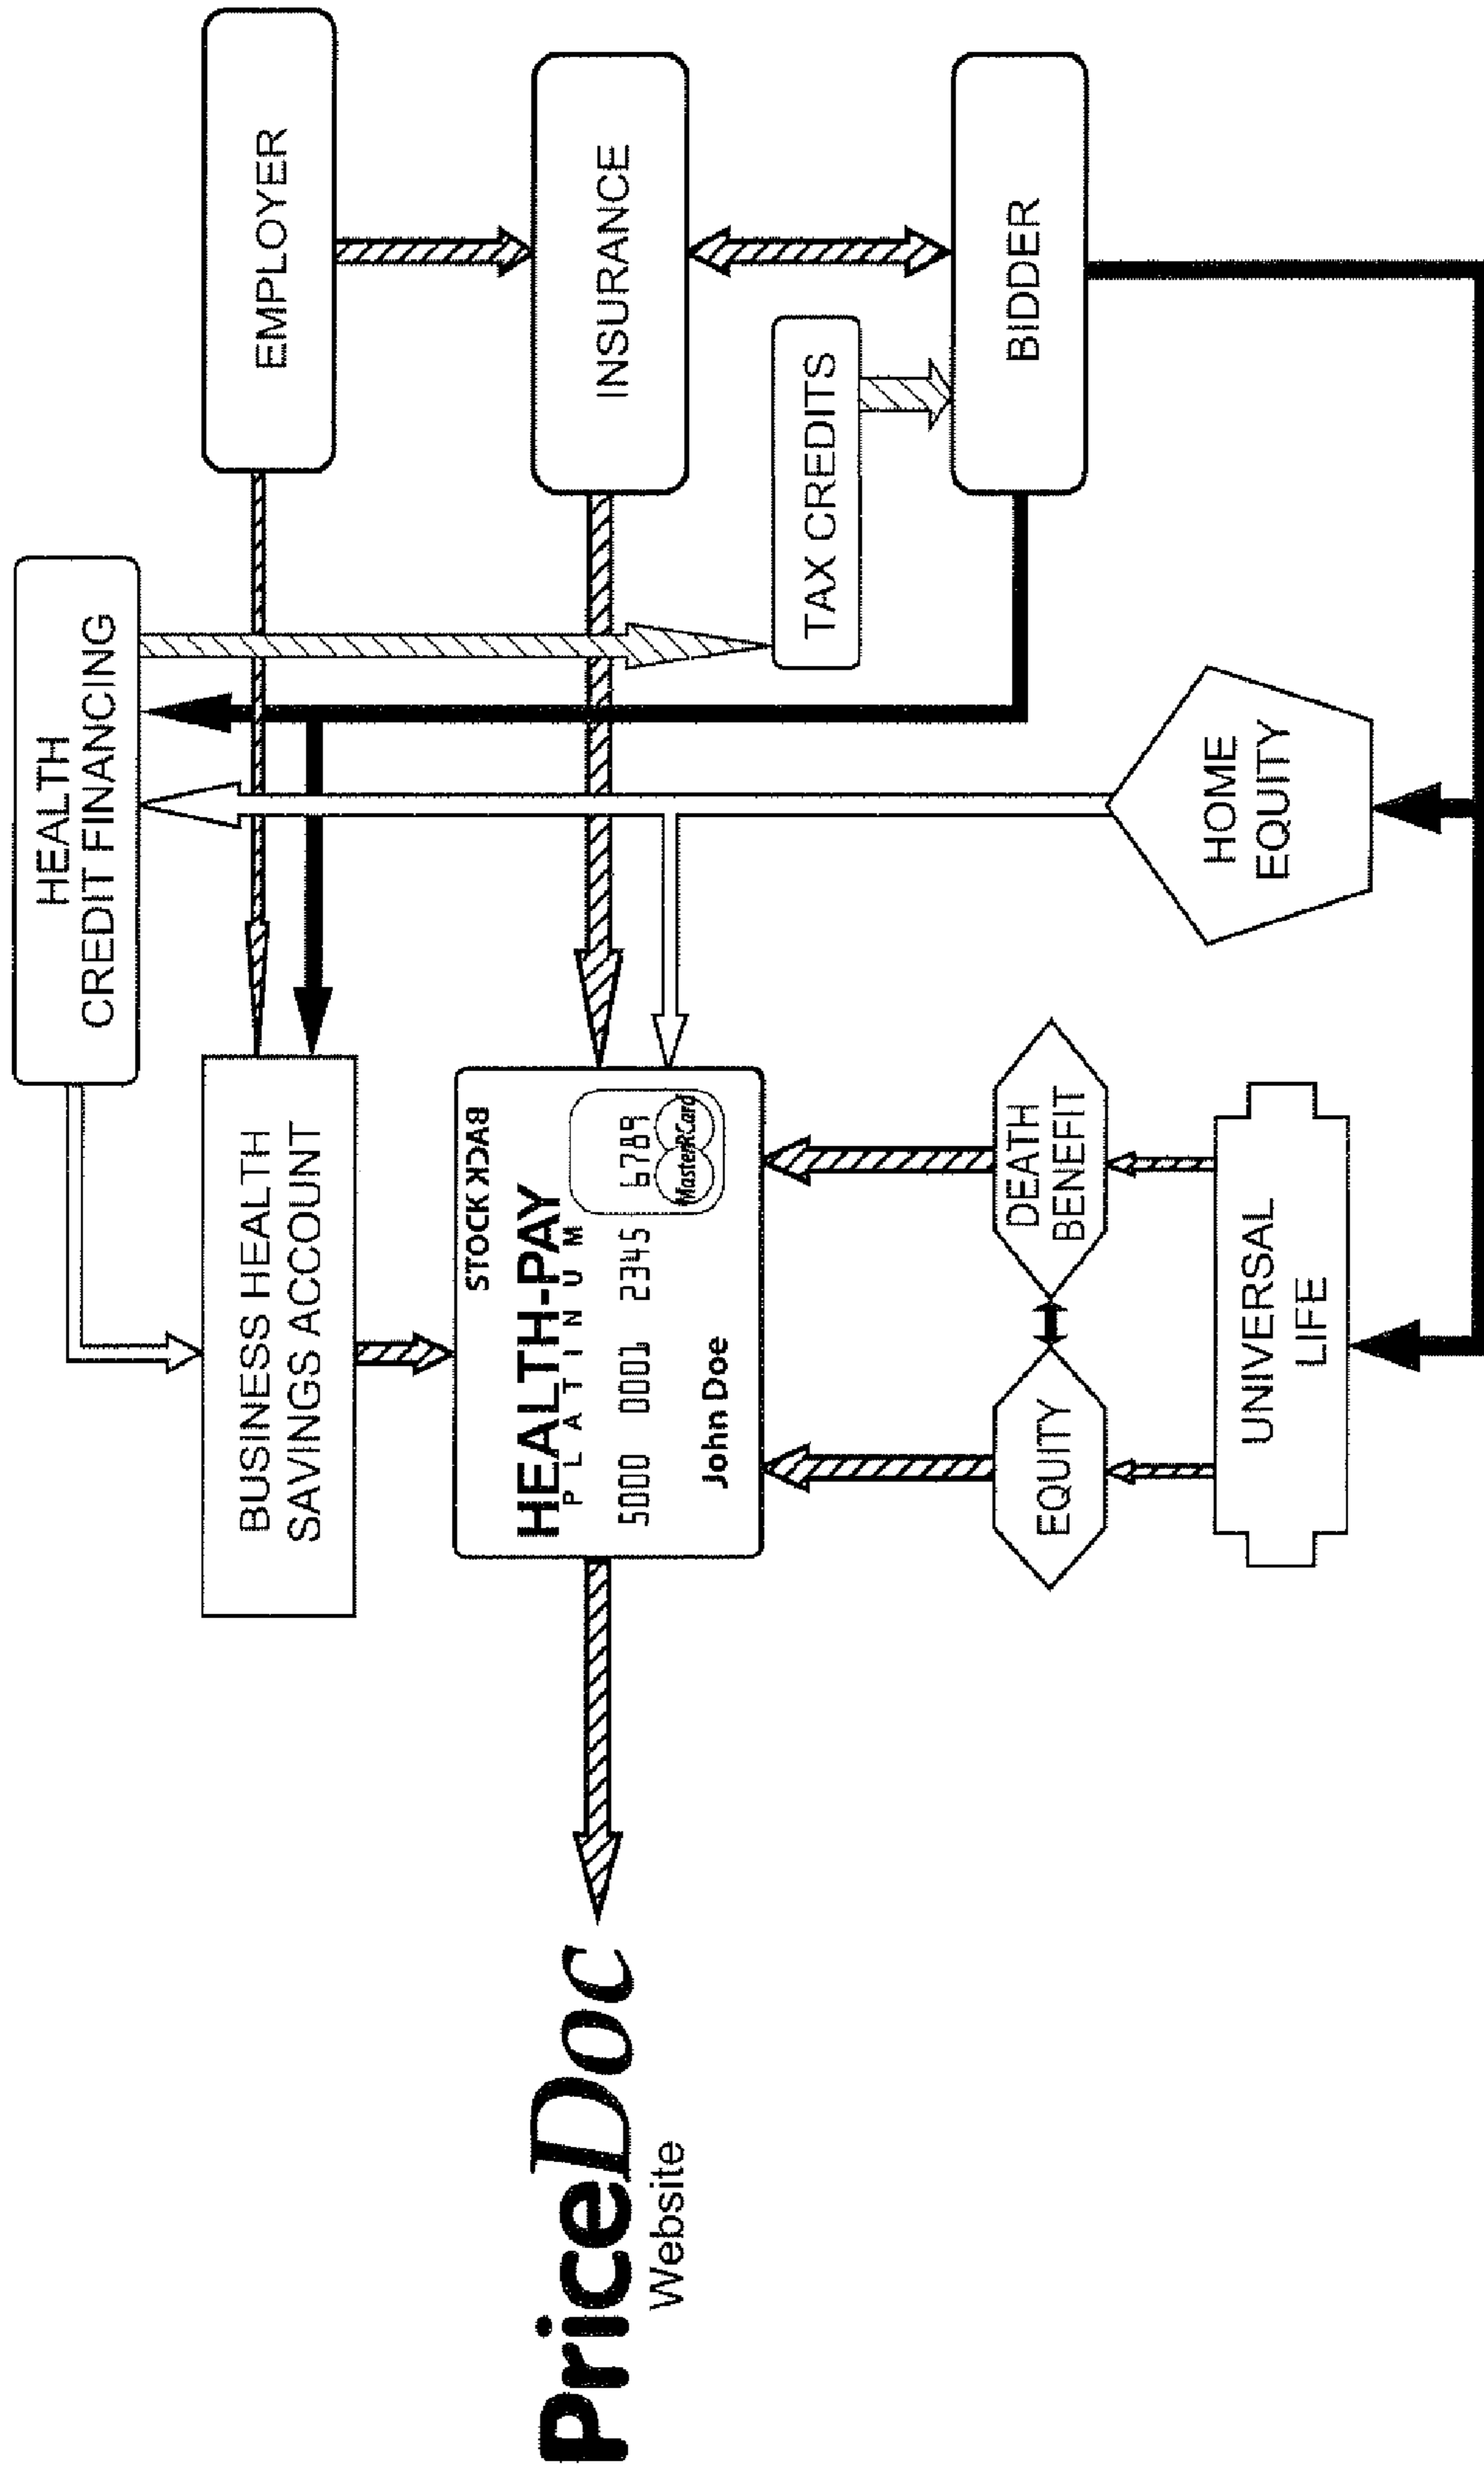 HEALTH
CREDIT FINANCING
BUSINESS HEALTH
SAVINGS ACCOUNT
EMPLOYER
STOCK BACK
HEALTH-PAY
PLATINUM
5000 0001 2345 6789
MasteRCard
John Doe
PriceDoc
Website
INSURANCE
TAX CREDITS
EQUITY
DEATH
BENEFIT
BIDDER
HOME
EQUITY
UNIVERSAL
LIFE